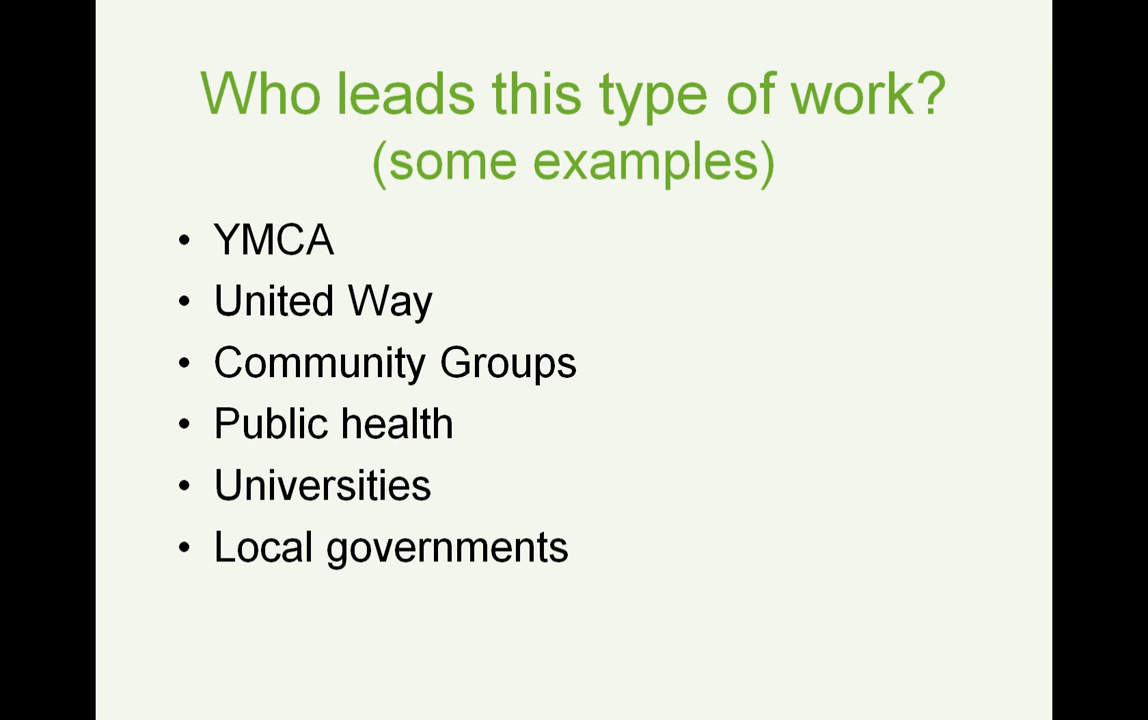 Who leads this type of work?
(some examples)
• YMCA
• United Way
• Community Groups
• Public health
• Universities
• Local governments